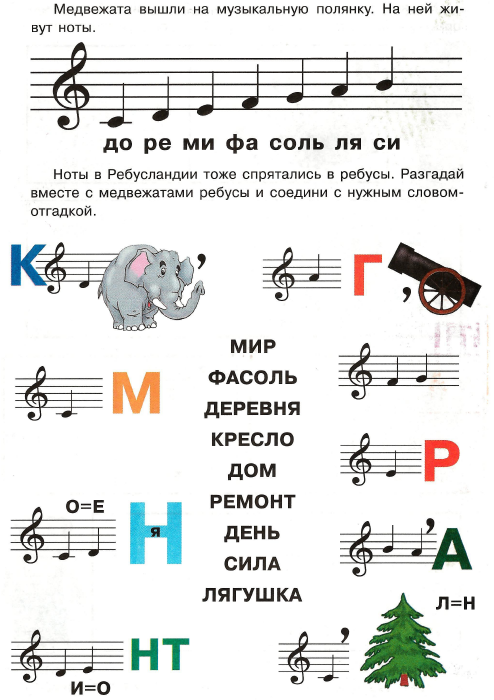 Медвежата вышли на музыкальную полянку. На ней жи-
вут ноты.
до ре ми фа соль ля си
Ноты в Ребусландии тоже спрятались в ребусы. Разгадай
вместе с медвежатами ребусы и соедини с нужным словом-
отгадкой.
К ,
Г ,
М
О=Е
Н
я
НТ
И=О
МИР
ФАСОЛЬ
ДЕРЕВНЯ
КРЕСЛО
ДОМ
РЕМОНТ
ДЕНЬ
СИЛА
ЛЯГУШКА
Р
, А
Л=Н
,